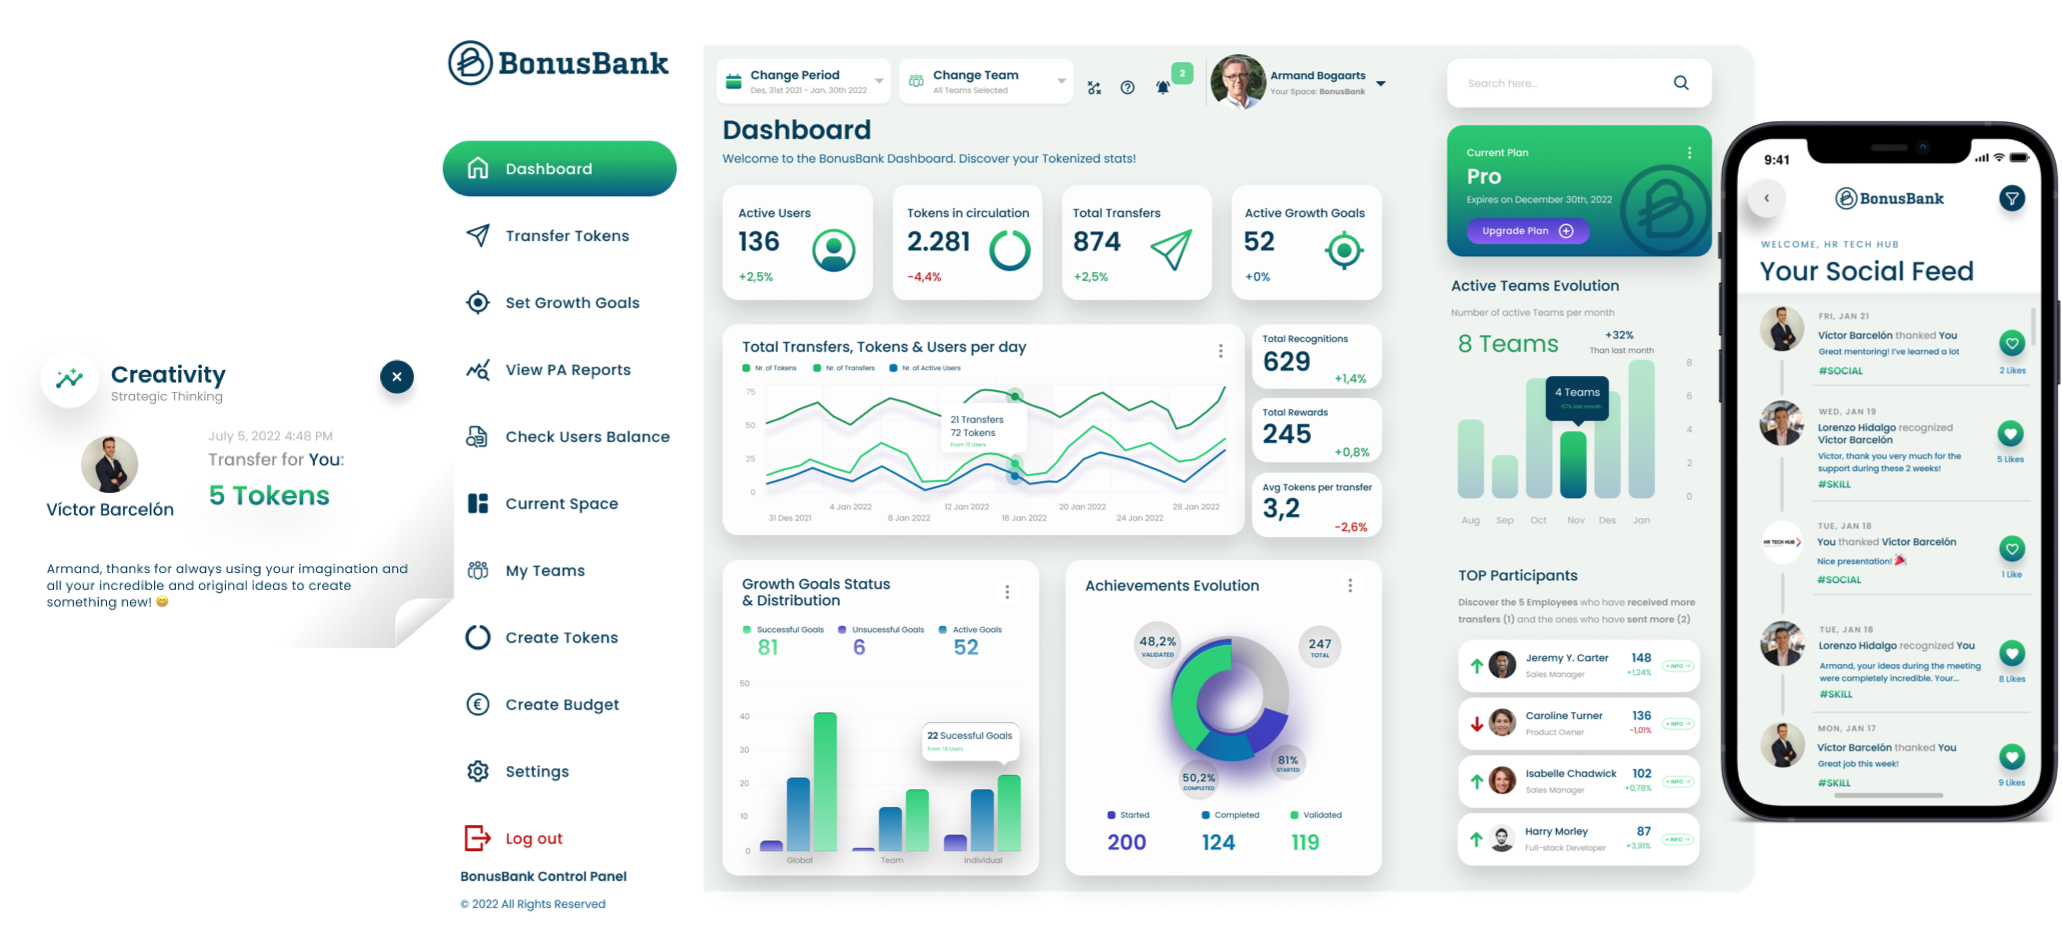 Creativity
Strategic Thinking
July 5, 2022 4:48 PM
Transfer for You:
5 Tokens
Víctor Barcelón
Armand, thanks for always using your imagination and
all your incredible and original ideas to create
something new! 😁
BonusBank
Dashboard
Transfer Tokens
Set Growth Goals
View PA Reports
Check Users Balance
Current Space
My Teams
Create Tokens
Create Budget
Settings
Log out
BonusBank Control Panel
© 2022 All Rights Reserved
Change Period
Des, 31st 2021 - Jan. 30th 2022
Change Team
All Teams Selected
2
Armand Bogaarts
Your Space: BonusBank
Dashboard
Welcome to the BonusBank Dashboard. Discover your Tokenized stats!
Active Users
136
+2,5%
Tokens in circulation
2.281
-4,4%
Total Transfers
874
+2,5%
Active Growth Goals
52
+0%
Total Transfers, Tokens & Users per day
Nr. of Tokens Nr. of Transfers Nr. of Active Users
75
50
25
0
21 Transfers
72 Tokens
From 13 Users
31 Des 2021
4 Jan 2022
8 Jan 2022
12 Jan 2022
16 Jan 2022
20 Jan 2022
24 Jan 2022
28 Jan 2022
Total Recognitions
629
+1,4%
Total Rewards
245
+0,8%
Avg Tokens per transfer
3,2
-2,6%
Growth Goals Status
& Distribution
Successful Goals Unsucessful Goals Active Goals
81 6 52
50
40
30
20
10
0
22 Sucessful Goals
From 18 Users
Global Team Individual
Achievements Evolution
48,2%
VALIDATED
247
TOTAL
50,2%
COMPLETED
81%
STARTED
Started Completed Validated
200 124 119
Search here...
Current Plan
Pro
Expires on December 30th, 2022
Upgrade Plan
Active Teams Evolution
Number of active Teams per month
8 Teams
+32%
Than last month
4 Teams
8
6
4
2
0
Aug Sep Oct Nov Des Jan
TOP Participants
Discover the 5 Employees who have received more
transfers (1) and the ones who have sent more (2)
Jeremy Y. Carter 148
Sales Manager +1,24%
+ INFO →
Caroline Turner 136
Product Owner -1,01%
+ INFO →
Isabelle Chadwick 102
Sales Manager +0,78%
+ INFO →
Harry Morley 87
Full-stack Developer +3,91%
+ INFO →
9:41
BonusBank
WELCOME, HR TECH HUB
Your Social Feed
FRI, JAN 21
Víctor Barcelón thanked You
Great mentoring! I've learned a lot
#SOCIAL
2 Likes
WED, JAN 19
Lorenzo Hidalgo recognized
Víctor Barcelón
Víctor, thank you very much for the
support during these 2 weeks!
#SKILL
5 Likes
TUE, JAN 18
HR TECH HUB
You thanked Víctor Barcelón
Nice presentation! 🎉
#SOCIAL
1 Like
TUE, JAN 18
Lorenzo Hidalgo recognized You
Armand, your ideas during the meeting
were completely incredible. Your...
#SKILL
8 Likes
MON, JAN 17
Víctor Barcelón thanked You
Great job this week!
#SKILL
9 Likes